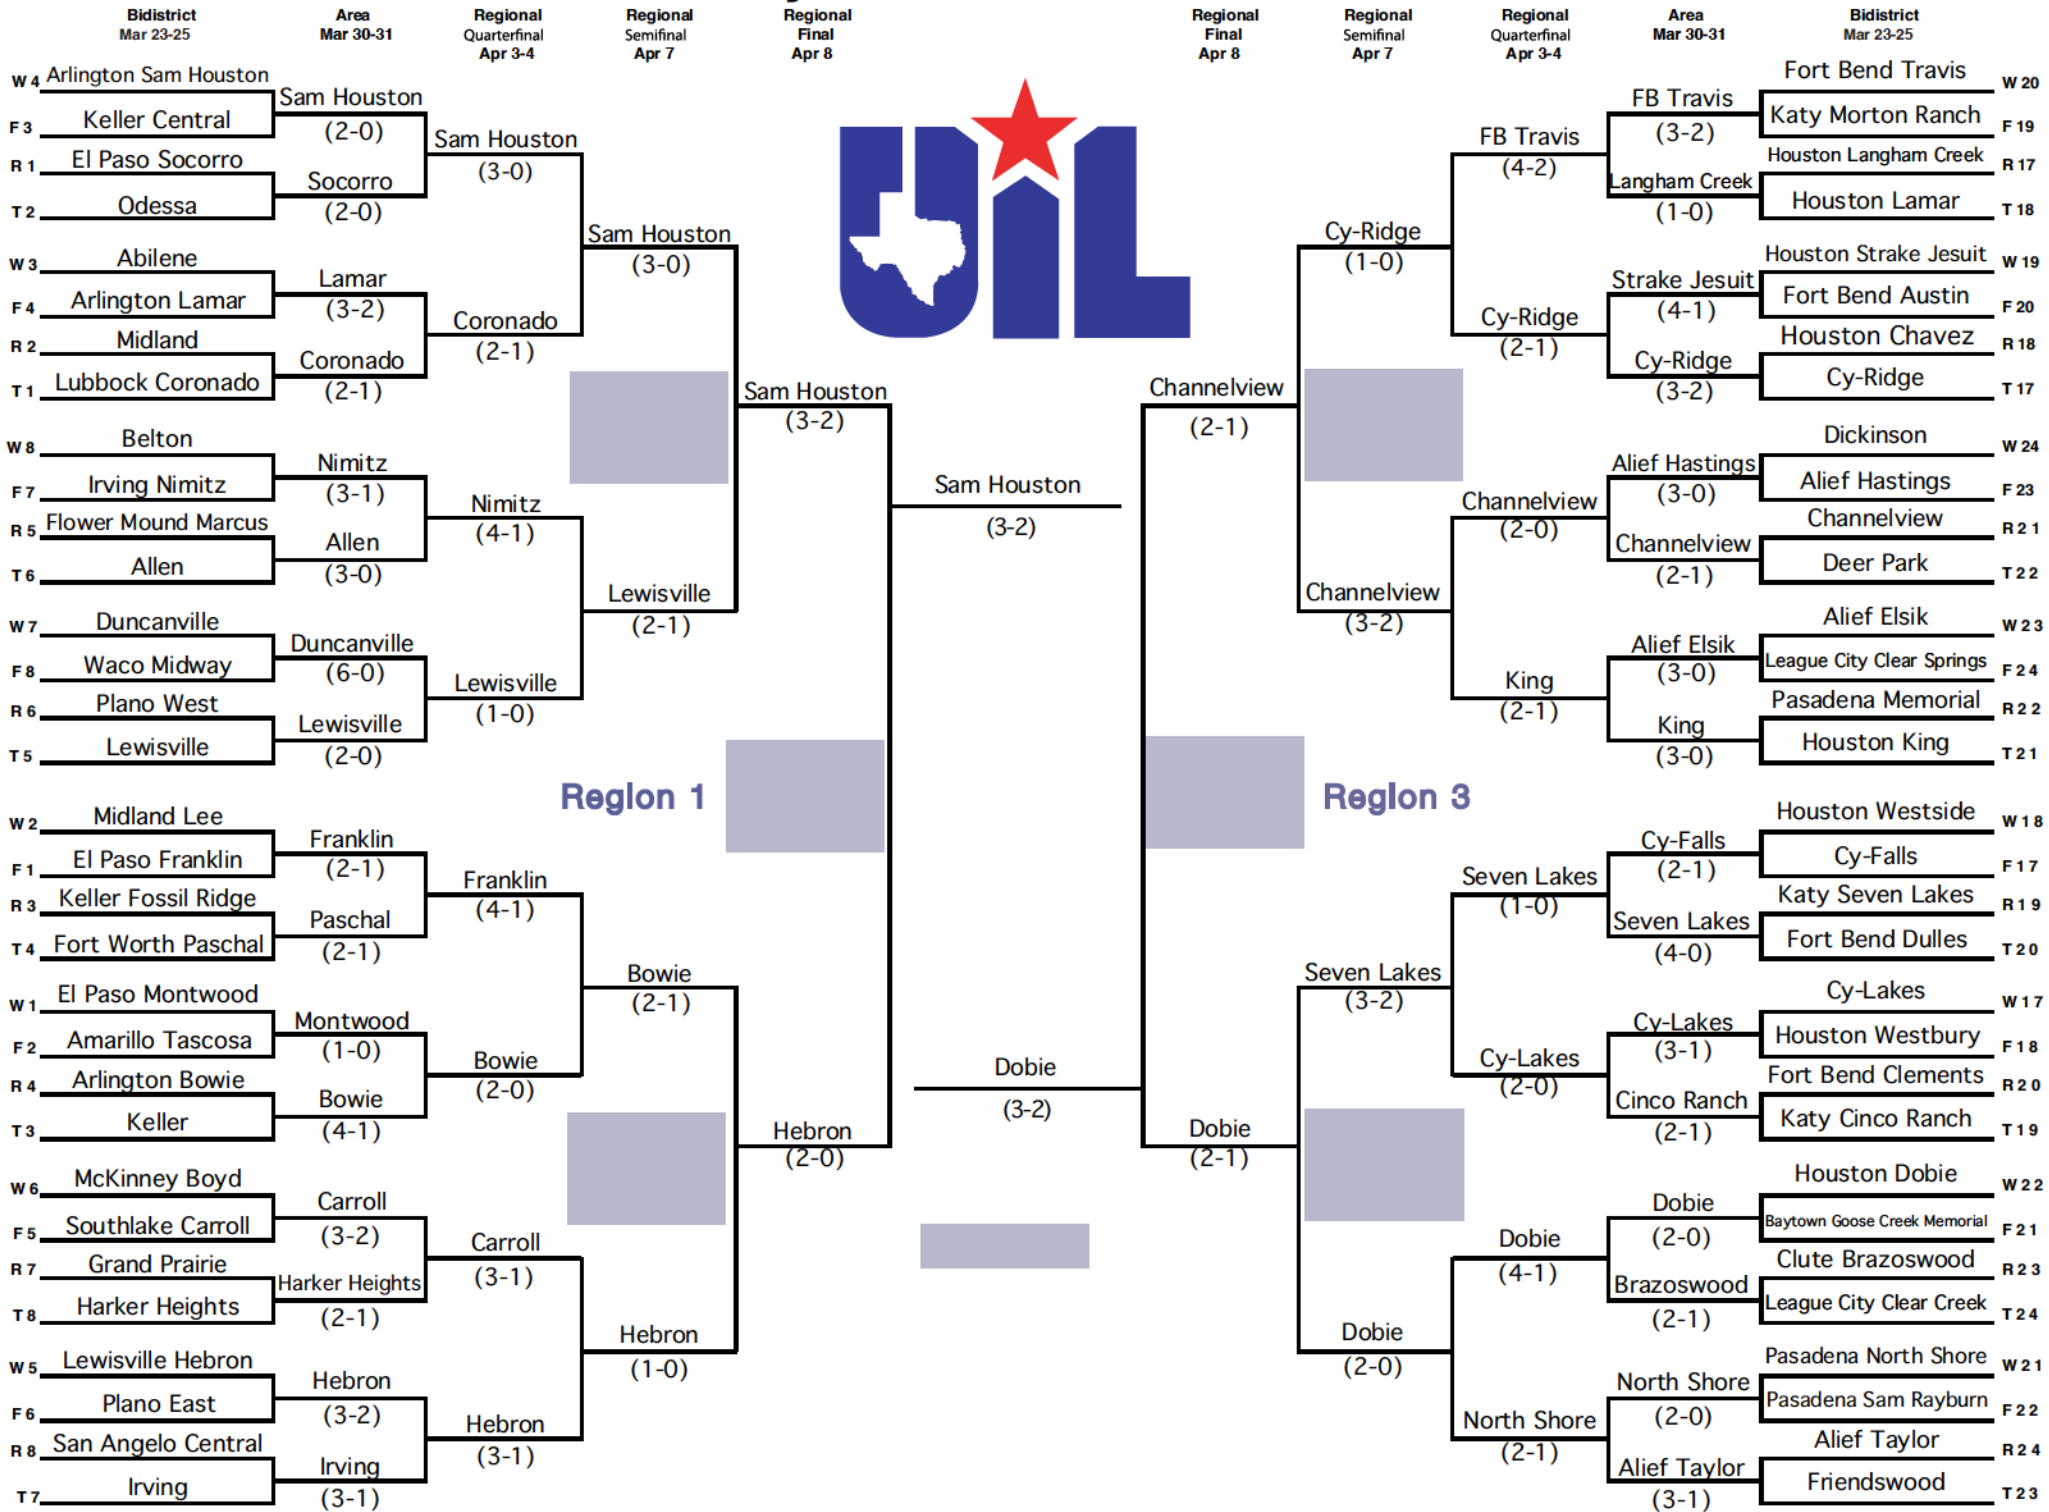 Bidistrict
Mar 23-25
Area
Mar 30-31
Regional
Quarterfinal
Apr 3-4
Regional
Semifinal
Apr 7
Regional
Final
Apr 8
Regional
Final
Apr 8
Regional
Semifinal
Apr 7
Regional
Quarterfinal
Apr 3-4
Area
Mar 30-31
Bidistrict
Mar 23-25
W 4 Arlington Sam Houston
F 3 Keller Central
R 1 El Paso Socorro
T 2 Odessa
W 3 Abilene
F 4 Arlington Lamar
R 2 Midland
T 1 Lubbock Coronado
W 8 Belton
F 7 Irving Nimitz
R 5 Flower Mound Marcus
T 6 Allen
W 7 Duncanville
F 8 Waco Midway
R 6 Plano West
T 5 Lewisville
W 2 Midland Lee
F 1 El Paso Franklin
R 3 Keller Fossil Ridge
T 4 Fort Worth Paschal
W 1 El Paso Montwood
F 2 Amarillo Tascosa
R 4 Arlington Bowie
T 3 Keller
W 6 McKinney Boyd
F 5 Southlake Carroll
R 7 Grand Prairie
T 8 Harker Heights
W 5 Lewisville Hebron
F 6 Plano East
R 8 San Angelo Central
T 7 Irving
Sam Houston
(2-0)
Socorro
(2-0)
Lamar
(3-2)
Coronado
(2-1)
Nimitz
(3-1)
Allen
(3-0)
Duncanville
(6-0)
Lewisville
(2-0)
Franklin
(2-1)
Paschal
(2-1)
Montwood
(1-0)
Bowie
(4-1)
Carroll
(3-2)
Harker Heights
(2-1)
Hebron
(3-2)
Irving
(3-1)
Sam Houston
(3-0)
Coronado
(2-1)
Nimitz
(4-1)
Lewisville
(1-0)
Franklin
(4-1)
Bowie
(2-0)
Carroll
(3-1)
Hebron
(3-1)
Sam Houston
(3-0)
Lewisville
(2-1)
Bowie
(2-1)
Hebron
(1-0)
Region 1
Sam Houston
(3-2)
Hebron
(2-0)
UIL
Sam Houston
(3-2)
Dobie
(3-2)
Channelview
(2-1)
Dobie
(2-1)
Region 3
Cy-Ridge
(1-0)
Channelview
(3-2)
Seven Lakes
(3-2)
Dobie
(2-0)
FB Travis
(4-2)
Cy-Ridge
(2-1)
Channelview
(2-0)
King
(2-1)
Seven Lakes
(1-0)
Cy-Lakes
(2-0)
Dobie
(4-1)
North Shore
(2-1)
FB Travis
(3-2)
Langham Creek
(1-0)
Strake Jesuit
(4-1)
Cy-Ridge
(3-2)
Alief Hastings
(3-0)
Channelview
(2-1)
Alief Elsik
(3-0)
King
(3-0)
Cy-Falls
(2-1)
Seven Lakes
(4-0)
Cy-Lakes
(3-1)
Cinco Ranch
(2-1)
Dobie
(2-0)
Brazoswood
(2-1)
North Shore
(2-0)
Alief Taylor
(3-1)
Fort Bend Travis W 20
Katy Morton Ranch F 19
Houston Langham Creek R 17
Houston Lamar T 18
Houston Strake Jesuit W 19
Fort Bend Austin F 20
Houston Chavez R 18
Cy-Ridge T 17
Dickinson W 24
Alief Hastings F 23
Channelview R 21
Deer Park T 22
Alief Elsik W 23
League City Clear Springs F 24
Pasadena Memorial R 22
Houston King T 21
Houston Westside W 18
Cy-Falls F 17
Katy Seven Lakes R 19
Fort Bend Dulles T 20
Cy-Lakes W 17
Houston Westbury F 18
Fort Bend Clements R 20
Katy Cinco Ranch T 19
Houston Dobie W 22
Baytown Goose Creek Memorial F 21
Clute Brazoswood R 23
League City Clear Creek T 24
Pasadena North Shore W 21
Pasadena Sam Rayburn F 22
Alief Taylor R 24
Friendswood T 23